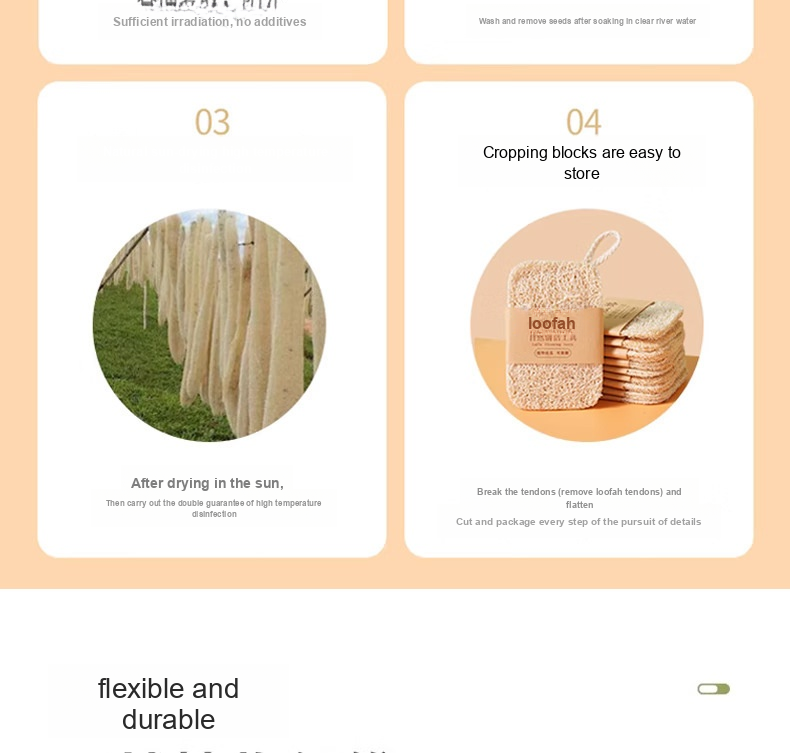 Sufficient irradiation, no additives
Wash and remove seeds after soaking in clear river water
03
04
Cropping blocks are easy to
store
loofah
After drying in the sun,
Then carry out the double guarantee of high temperature
disinfection
Break the tendons (remove loofah tendons) and
flatten
Cut and package every step of the pursuit of details
flexible and
durable